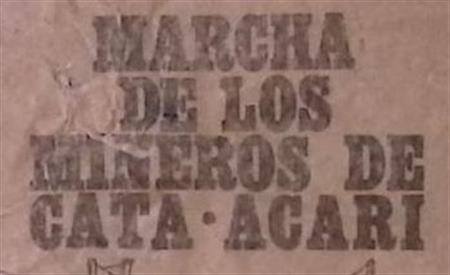 MARCHA
DE LOS
MINEROS DE
CATA·ACARI